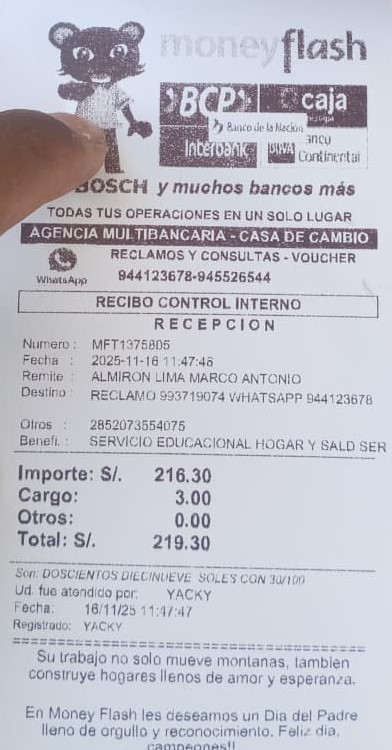 moneyflash
BCP caja
Banco de la Nación
Interbank BBVA Continental
BOSCH y muchos bancos más
TODAS TUS OPERACIONES EN UN SOLO LUGAR
AGENCIA MULTIBANCARIA - CASA DE CAMBIO
RECLAMOS Y CONSULTAS - VOUCHER
WhatsApp 944123678-945526544
RECIBO CONTROL INTERNO
RECEPCION
Numero : MFT1375805
Fecha : 2025-11-16 11:47:46
Remite : ALMIRON LIMA MARCO ANTONIO
Destino : RECLAMO 993719074 WHATSAPP 944123678
Otros : 2852073554075
Benefi. : SERVICIO EDUCACIONAL HOGAR Y SALD SER
Importe: S/. 216.30
Cargo: 3.00
Otros: 0.00
Total: S/. 219.30
Son: DOSCIENTOS DIECINUEVE SOLES CON 30/100
Ud. fue atendido por: YACKY
Fecha: 16/11/25 11:47:47
Registrado: YACKY
Su trabajo no solo mueve montanas, tambien
construye hogares llenos de amor y esperanza.
En Money Flash les deseamos un Dia del Padre
lleno de orgullo y reconocimiento. Feliz dia,
campeones!!